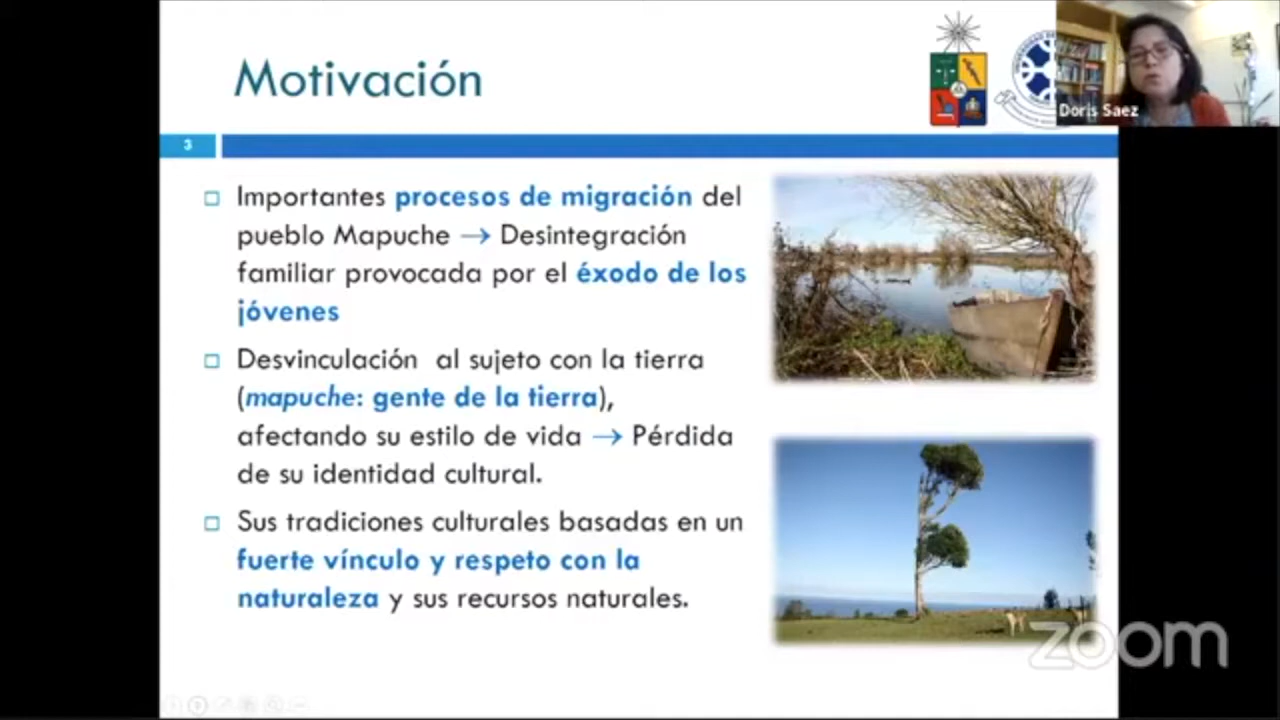 Motivación
Doris Saez
3
Importantes procesos de migración del
pueblo Mapuche → Desintegración
familiar provocada por el éxodo de los
jóvenes
Desvinculación al sujeto con la tierra
(mapuche: gente de la tierra),
afectando su estilo de vida → Pérdida
de su identidad cultural.
Sus tradiciones culturales basadas en un
fuerte vínculo y respeto con la
naturaleza y sus recursos naturales.
zoom